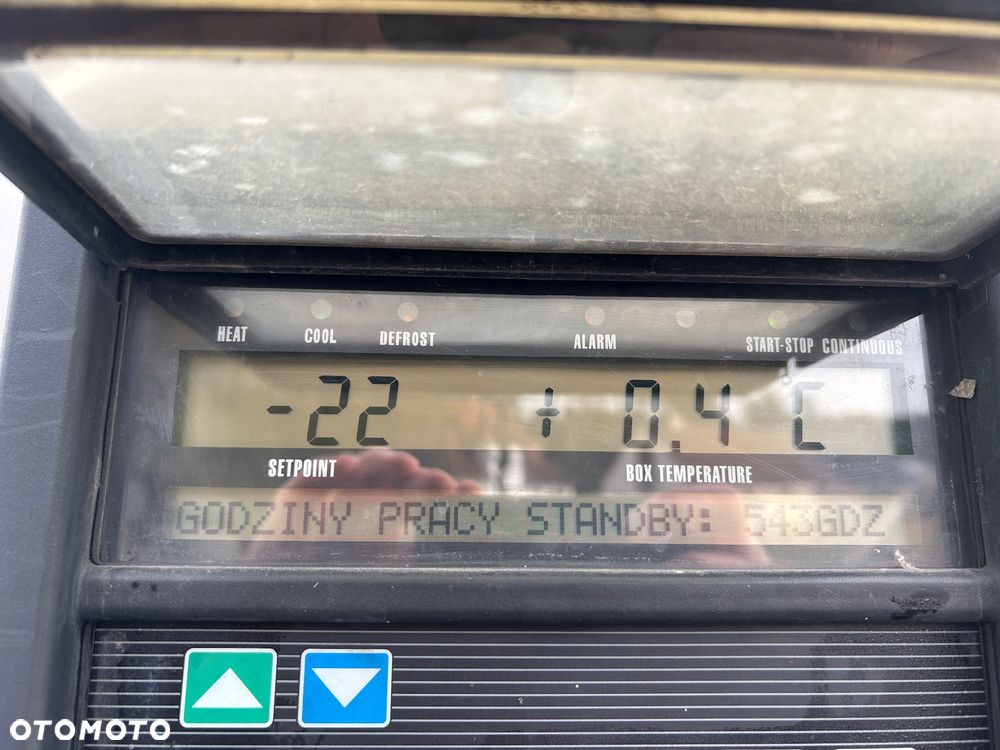 HEAT COOL DEFROST ALARM START-STOP CONTINUOUS
-22 + 0.4 °C
SETPOINT BOX TEMPERATURE
GODZINY PRACY STANDBY: 543GDZ
OTOMOTO